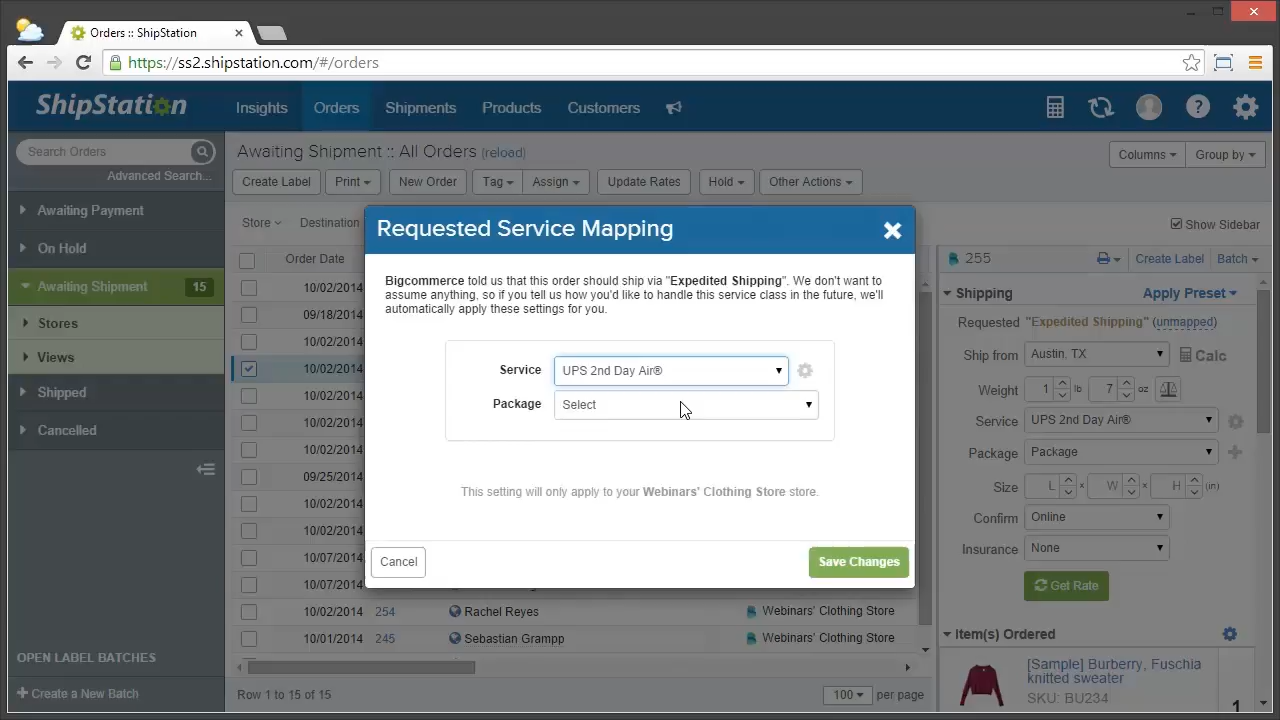 Orders :: ShipStation
https://ss2.shipstation.com/#/orders
ShipStation
Insights
Orders
Shipments
Products
Customers
Search Orders
Advanced Search...
Awaiting Payment
On Hold
Awaiting Shipment 15
Stores
Views
Shipped
Cancelled
OPEN LABEL BATCHES
Create a New Batch
Awaiting Shipment :: All Orders (reload)
Columns
Group by
Create Label
Print
New Order
Tag
Assign
Update Rates
Hold
Other Actions
Store
Destination
Show Sidebar
Order Date
10/02/2014
09/18/2014
10/02/2014
10/02/2014
10/02/2014
10/02/2014
10/02/2014
09/25/2014
10/02/2014
10/02/2014
10/07/2014
10/07/2014
10/02/2014 254 Rachel Reyes Webinars' Clothing Store
10/01/2014 245 Sebastian Grampp Webinars' Clothing Store
Row 1 to 15 of 15
100 per page
Requested Service Mapping
Bigcommerce told us that this order should ship via "Expedited Shipping". We don't want to
assume anything, so if you tell us how you'd like to handle this service class in the future, we'll
automatically apply these settings for you.
Service UPS 2nd Day Air®
Package Select
This setting will only apply to your Webinars' Clothing Store store.
Cancel
Save Changes
255
Create Label
Batch
Shipping
Apply Preset
Requested "Expedited Shipping" (unmapped)
Ship from Austin, TX Calc
Weight 1 lb 7 oz
Service UPS 2nd Day Air®
Package Package
Size L x W x H (in)
Confirm Online
Insurance None
Get Rate
Item(s) Ordered
[Sample] Burberry, Fuschia
knitted sweater
SKU: BU234
1